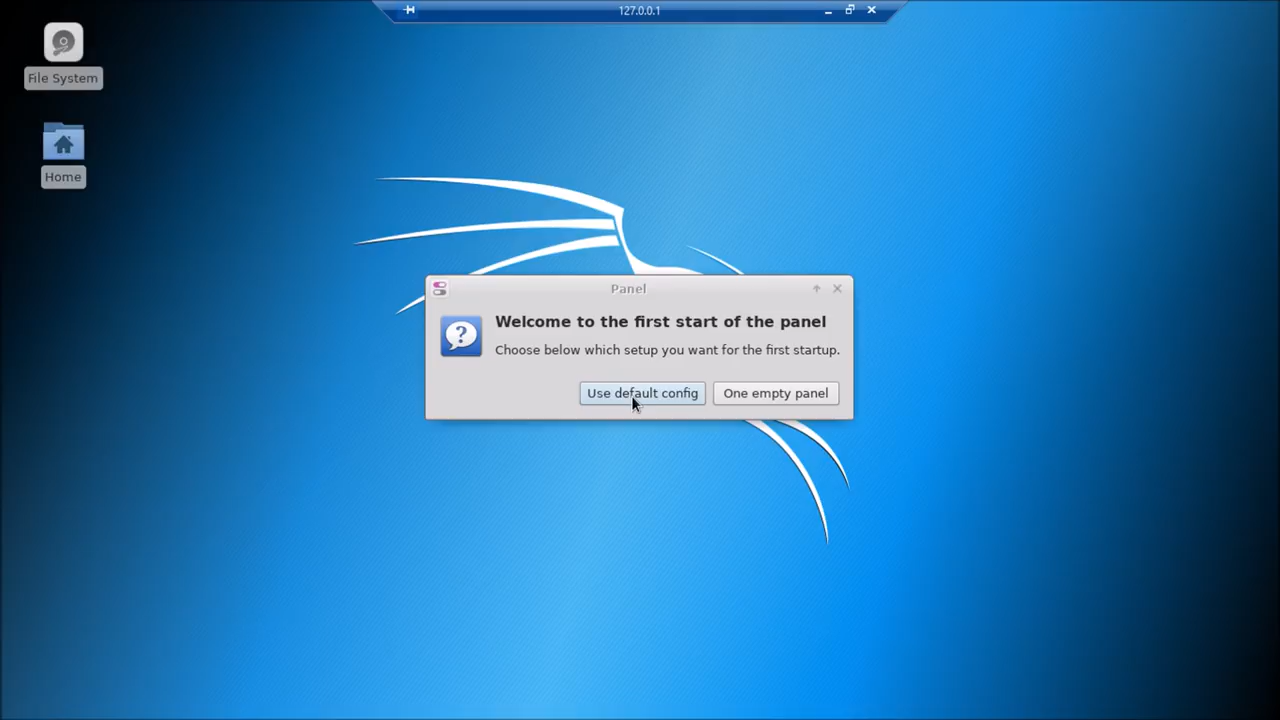 127.0.0.1
File System
Home
Panel
Welcome to the first start of the panel
Choose below which setup you want for the first startup.
Use default config
One empty panel